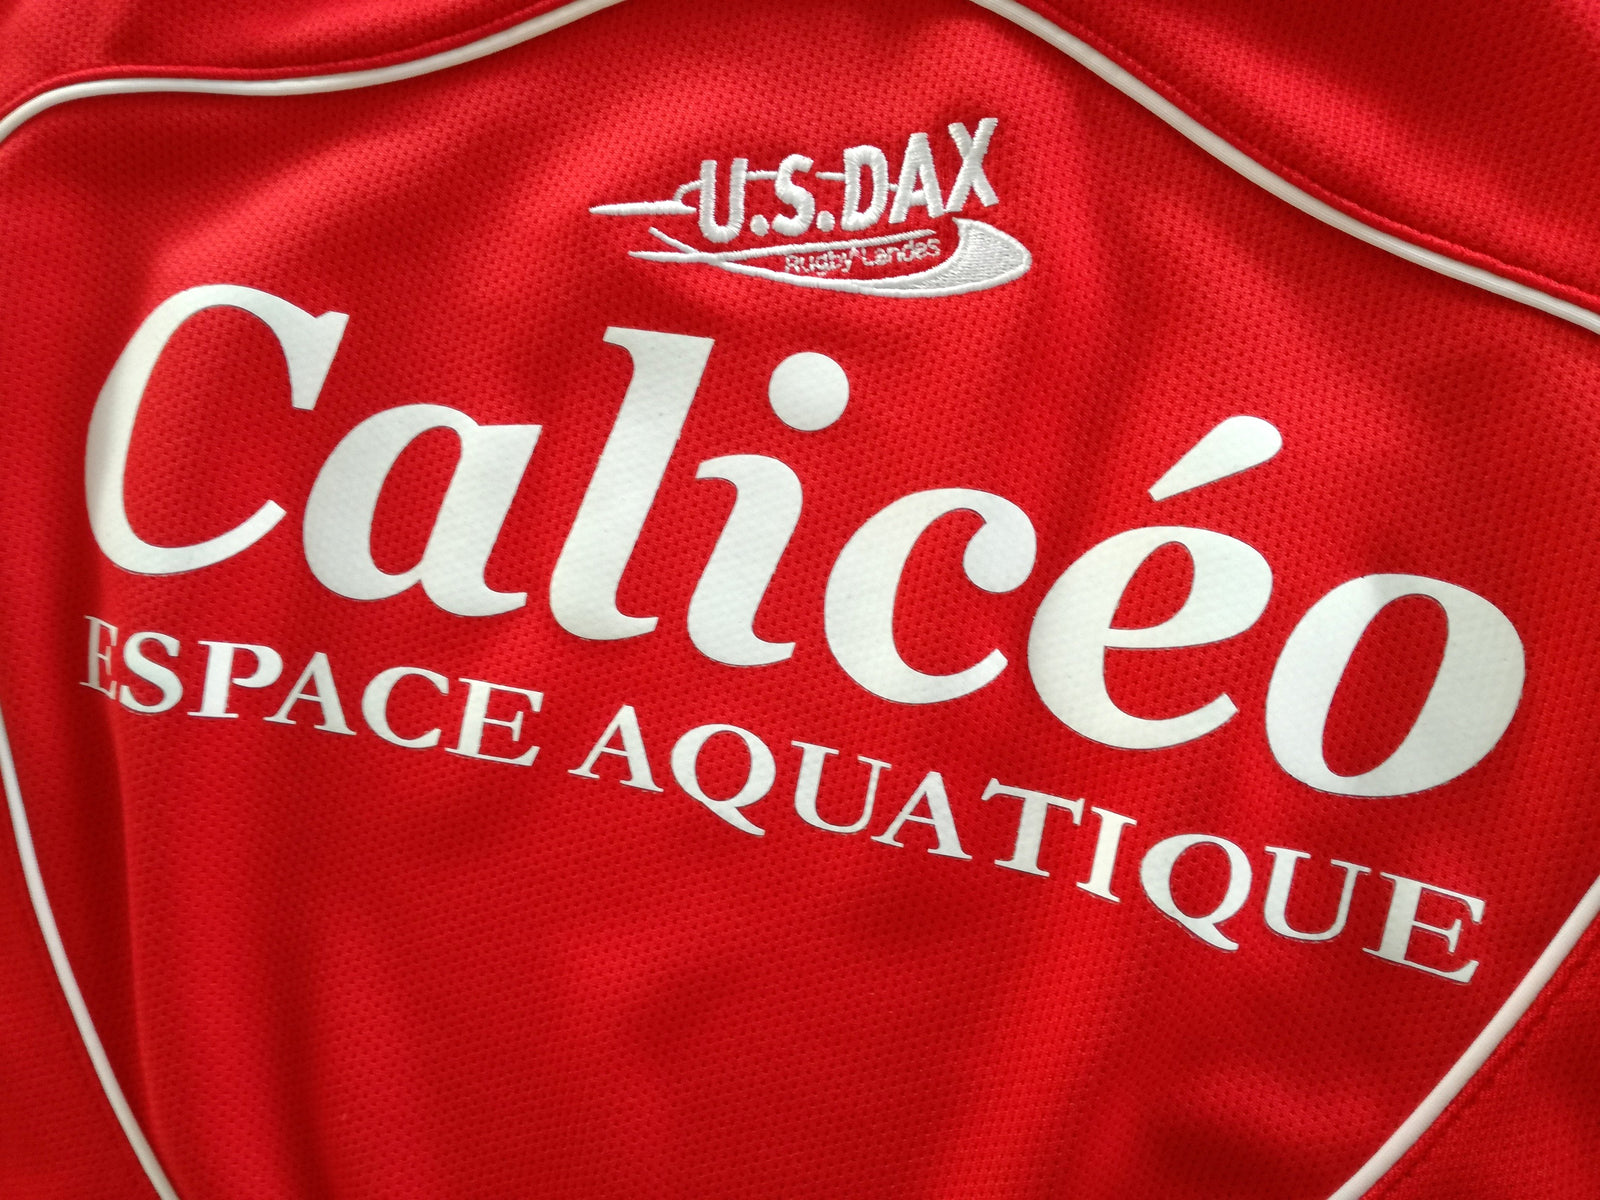 U.S.DAX
Rugby Landes
Calicéo
ESPACE AQUATIQUE